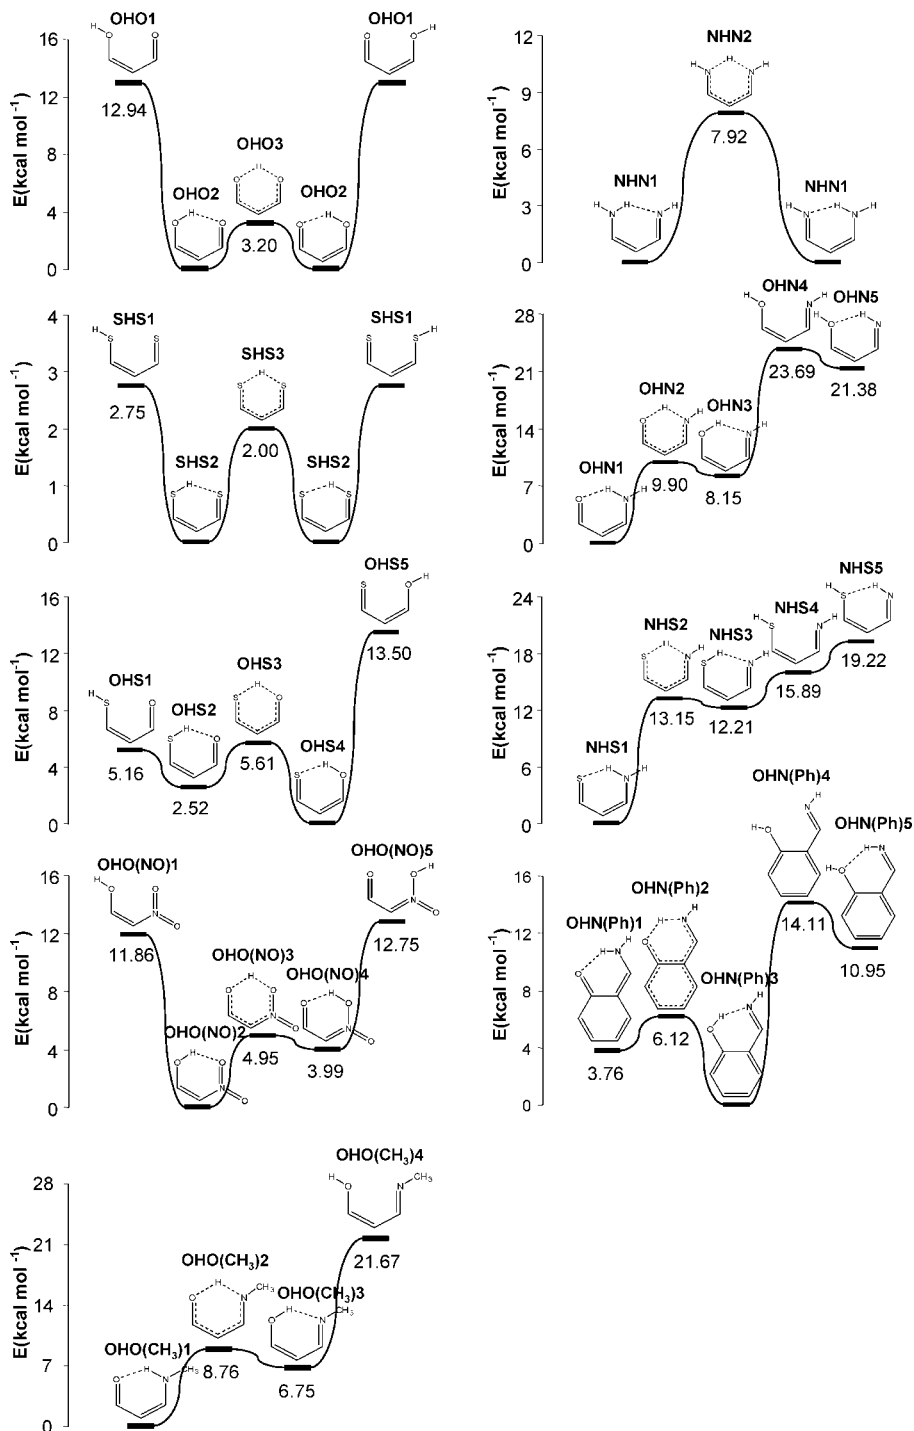 E(kcal mol⁻¹)
16
12
8
4
0
OHO1
12.94
OHO2
OHO3
3.20
OHO2
OHO1
E(kcal mol⁻¹)
12
9
6
3
0
NHN1
NHN2
7.92
NHN1
E(kcal mol⁻¹)
4
3
2
1
0
SHS1
2.75
SHS2
SHS3
2.00
SHS2
SHS1
E(kcal mol⁻¹)
28
21
14
7
0
OHN1
OHN2
9.90
OHN3
8.15
OHN4
23.69
OHN5
21.38
E(kcal mol⁻¹)
16
12
8
4
0
OHS1
5.16
OHS2
2.52
OHS3
5.61
OHS4
OHS5
13.50
E(kcal mol⁻¹)
24
18
12
6
0
NHS1
NHS2
13.15
NHS3
12.21
NHS4
15.89
NHS5
19.22
E(kcal mol⁻¹)
16
12
8
4
0
OHO(NO)1
11.86
OHO(NO)2
OHO(NO)3
4.95
OHO(NO)4
3.99
OHO(NO)5
12.75
E(kcal mol⁻¹)
16
12
8
4
0
OHN(Ph)1
3.76
OHN(Ph)2
6.12
OHN(Ph)3
OHN(Ph)4
14.11
OHN(Ph)5
10.95
E(kcal mol⁻¹)
28
21
14
7
0
OHO(CH₃)1
OHO(CH₃)2
8.76
OHO(CH₃)3
6.75
OHO(CH₃)4
21.67